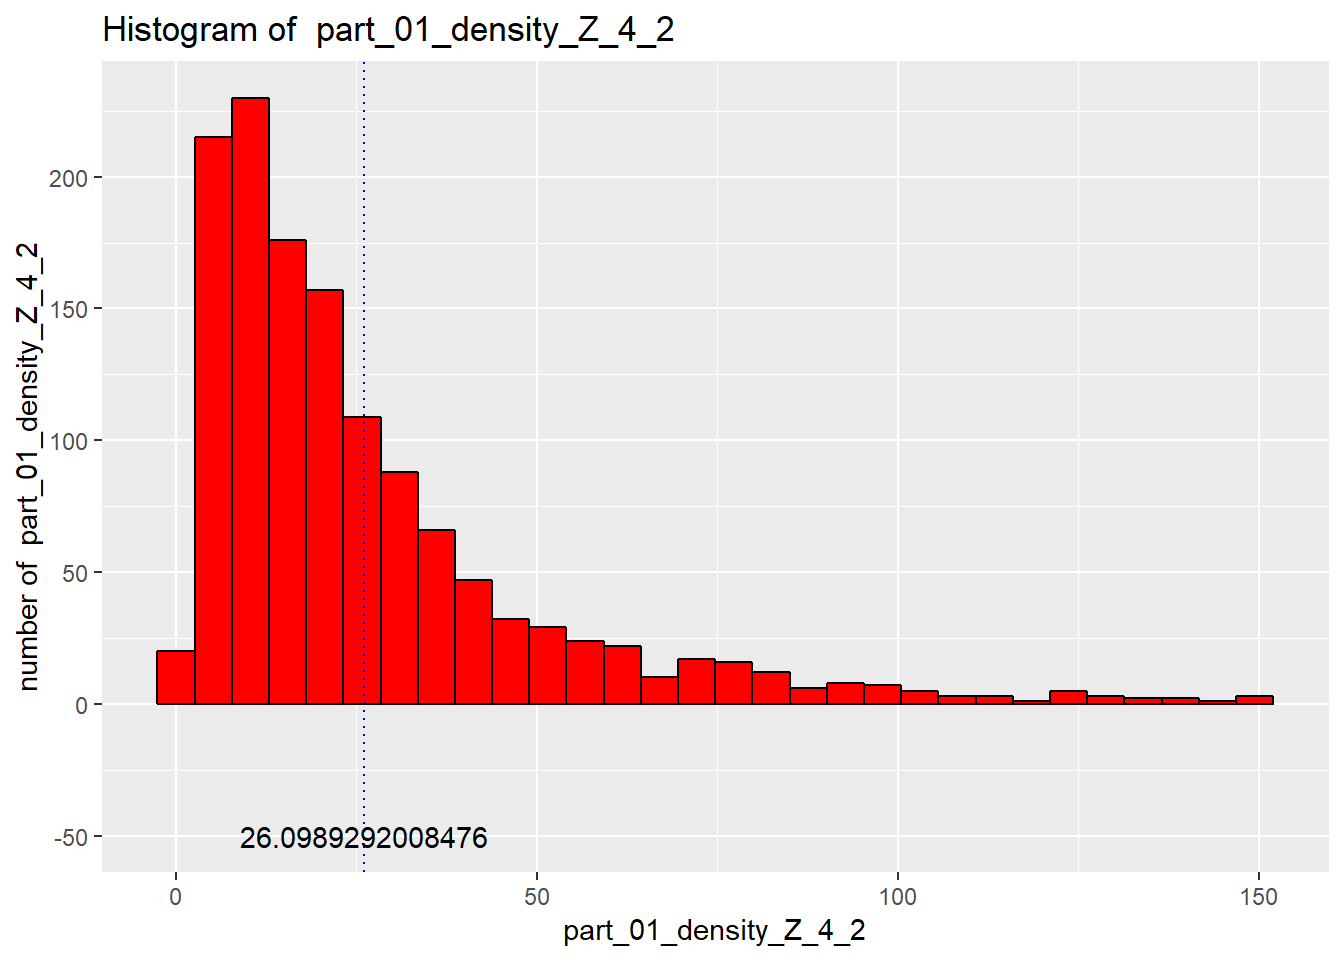 Histogram of  part_01_density_Z_4_2
number of  part_01_density_Z_4_2
200
150
100
50
0
-50
26.0989292008476
0 50 100 150
part_01_density_Z_4_2